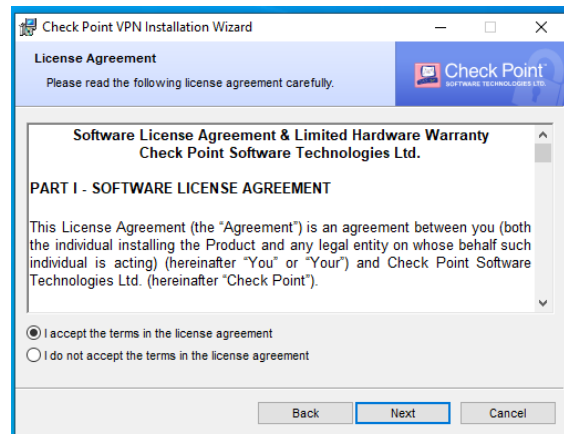 Check Point VPN Installation Wizard
License Agreement
Please read the following license agreement carefully.
Check Point
SOFTWARE TECHNOLOGIES LTD.
Software License Agreement & Limited Hardware Warranty
Check Point Software Technologies Ltd.
PART I - SOFTWARE LICENSE AGREEMENT
This License Agreement (the “Agreement”) is an agreement between you (both
the individual installing the Product and any legal entity on whose behalf such
individual is acting) (hereinafter “You” or “Your”) and Check Point Software
Technologies Ltd. (hereinafter “Check Point”).
I accept the terms in the license agreement
I do not accept the terms in the license agreement
Back
Next
Cancel